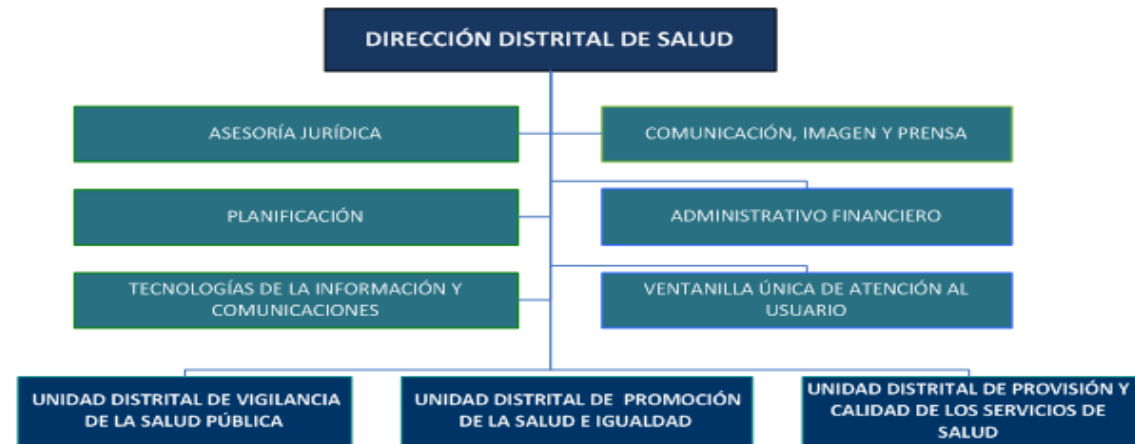 DIRECCIÓN DISTRITAL DE SALUD
ASESORÍA JURÍDICA
COMUNICACIÓN, IMAGEN Y PRENSA
PLANIFICACIÓN
ADMINISTRATIVO FINANCIERO
TECNOLOGÍAS DE LA INFORMACIÓN Y
COMUNICACIONES
VENTANILLA ÚNICA DE ATENCIÓN AL
USUARIO
UNIDAD DISTRITAL DE VIGILANCIA
DE LA SALUD PÚBLICA
UNIDAD DISTRITAL DE PROMOCIÓN
DE LA SALUD E IGUALDAD
UNIDAD DISTRITAL DE PROVISIÓN Y
CALIDAD DE LOS SERVICIOS DE
SALUD